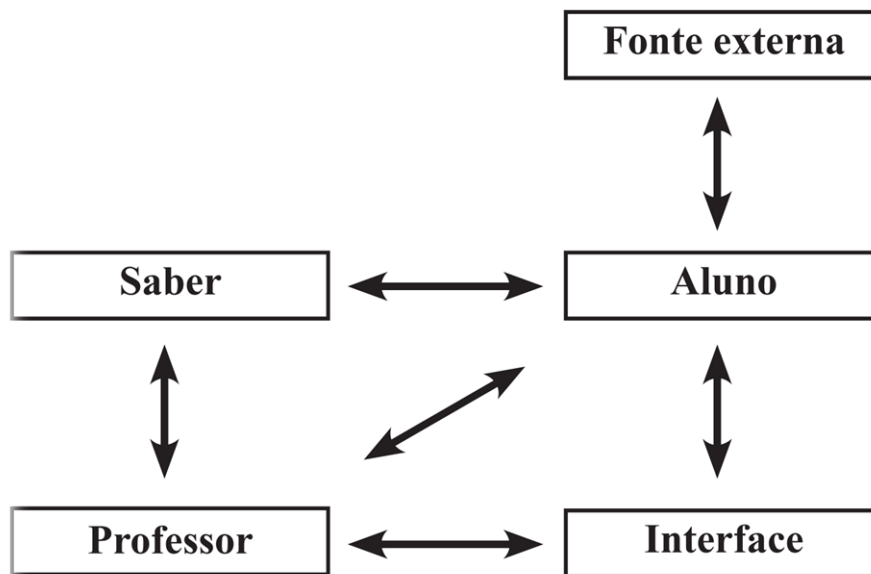 Fonte externa
Saber
Aluno
Professor
Interface